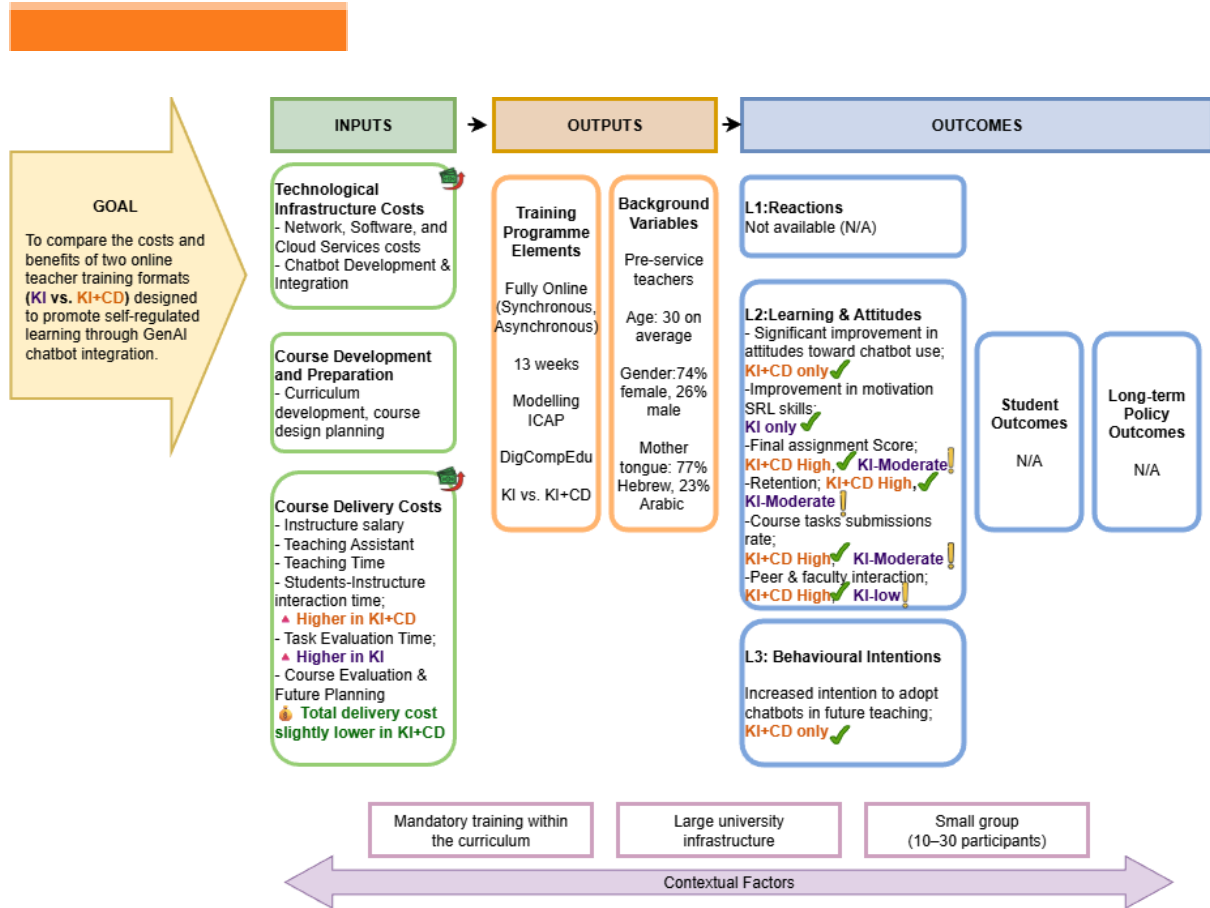 GOAL
To compare the costs and
benefits of two online
teacher training formats
(KI vs. KI+CD) designed
to promote self-regulated
learning through GenAI
chatbot integration.
INPUTS
OUTPUTS
OUTCOMES
Technological
Infrastructure Costs
- Network, Software, and
Cloud Services costs
- Chatbot Development &
Integration
Course Development
and Preparation
- Curriculum
development, course
design planning
Course Delivery Costs
- Instructure salary
- Teaching Assistant
- Teaching Time
- Students-Instructure
interaction time;
Higher in KI+CD
- Task Evaluation Time;
Higher in KI
- Course Evaluation &
Future Planning
Total delivery cost
slightly lower in KI+CD
Training
Programme
Elements
Fully Online
(Synchronous,
Asynchronous)
13 weeks
Modelling
ICAP
DigCompEdu
KI vs. KI+CD
Background
Variables
Pre-service
teachers
Age: 30 on
average
Gender:74%
female, 26%
male
Mother
tongue: 77%
Hebrew, 23%
Arabic
L1:Reactions
Not available (N/A)
L2:Learning & Attitudes
- Significant improvement in
attitudes toward chatbot use;
KI+CD only
-Improvement in motivation
SRL skills;
KI only
-Final assignment Score;
KI+CD High, KI-Moderate
-Retention; KI+CD High,
KI-Moderate
-Course tasks submissions
rate;
KI+CD High, KI-Moderate
-Peer & faculty interaction;
KI+CD High, KI-low
L3: Behavioural Intentions
Increased intention to adopt
chatbots in future teaching;
KI+CD only
Student
Outcomes
N/A
Long-term
Policy
Outcomes
N/A
Mandatory training within
the curriculum
Large university
infrastructure
Small group
(10–30 participants)
Contextual Factors